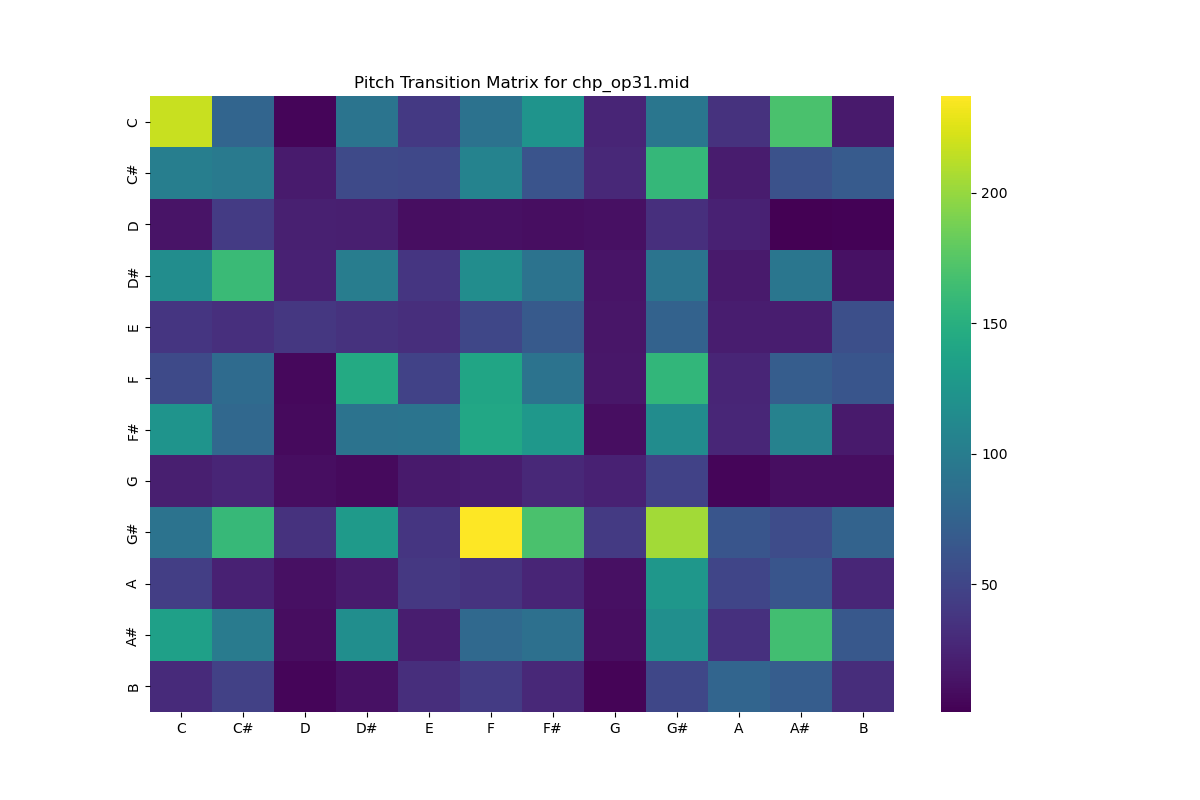 Pitch Transition Matrix for chp_op31.mid
C
C#
D
D#
E
F
F#
G
G#
A
A#
B
C C# D D# E F F# G G# A A# B
200
150
100
50